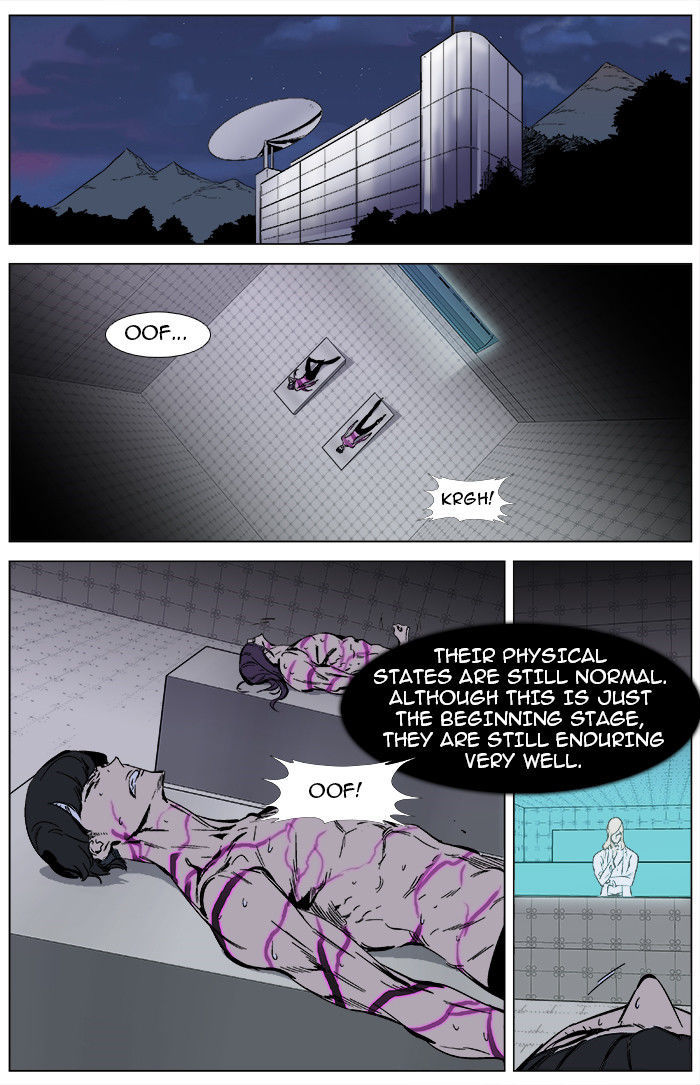 OOF...
KRGH!
THEIR PHYSICAL
STATES ARE STILL NORMAL.
ALTHOUGH THIS IS JUST
THE BEGINNING STAGE,
THEY ARE STILL ENDURING
VERY WELL.
OOF!